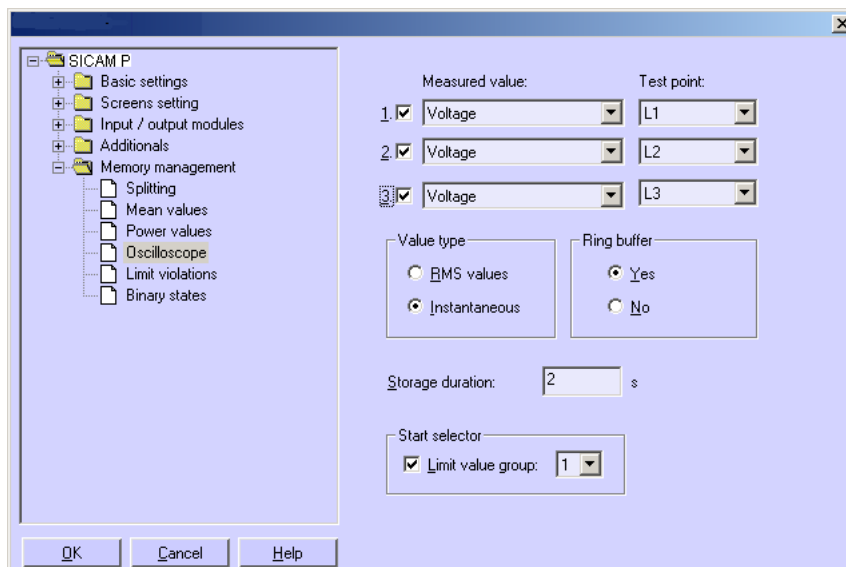 SICAM P
Basic settings
Screens setting
Input / output modules
Additionals
Memory management
Splitting
Mean values
Power values
Oscilloscope
Limit violations
Binary states
Measured value: Test point:
1. Voltage L1
2. Voltage L2
3. Voltage L3
Value type
RMS values
Instantaneous
Ring buffer
Yes
No
Storage duration: 2 s
Start selector
Limit value group: 1
OK Cancel Help